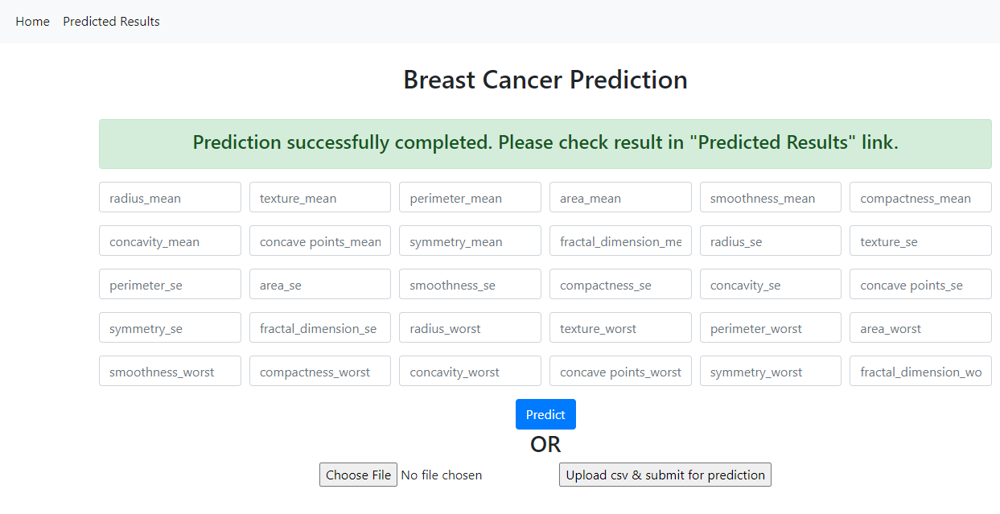 Home Predicted Results
Breast Cancer Prediction
Prediction successfully completed. Please check result in "Predicted Results" link.
radius_mean texture_mean perimeter_mean area_mean smoothness_mean compactness_mean
concavity_mean concave points_mean symmetry_mean fractal_dimension_me radius_se texture_se
perimeter_se area_se smoothness_se compactness_se concavity_se concave points_se
symmetry_se fractal_dimension_se radius_worst texture_worst perimeter_worst area_worst
smoothness_worst compactness_worst concavity_worst concave points_worst symmetry_worst fractal_dimension_wo
Predict
OR
Choose File No file chosen Upload csv & submit for prediction